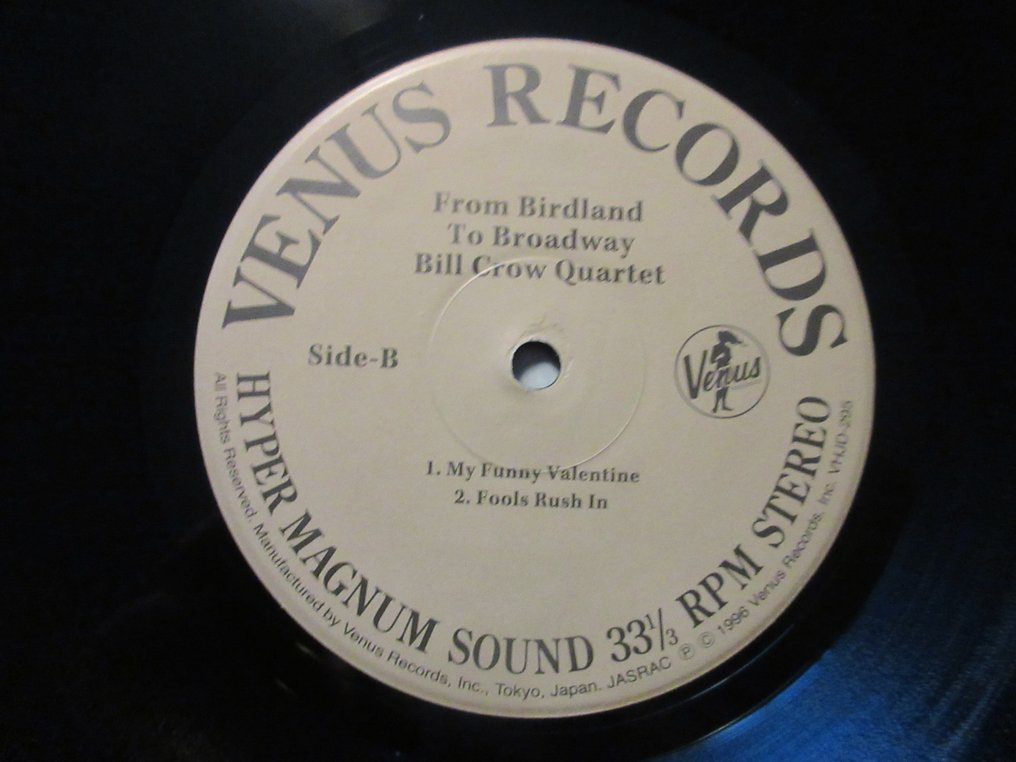 VENUS RECORDS
From Birdland
To Broadway
Bill Crow Quartet
Side-B
Venus
1. My Funny Valentine
2. Fools Rush In
HYPER MAGNUM SOUND 33⅓ RPM STEREO
All Rights Reserved. Manufactured by Venus Records, Inc., Tokyo, Japan. JASRAC Ⓟ © 1996 Venus Records, Inc. VHJD-295